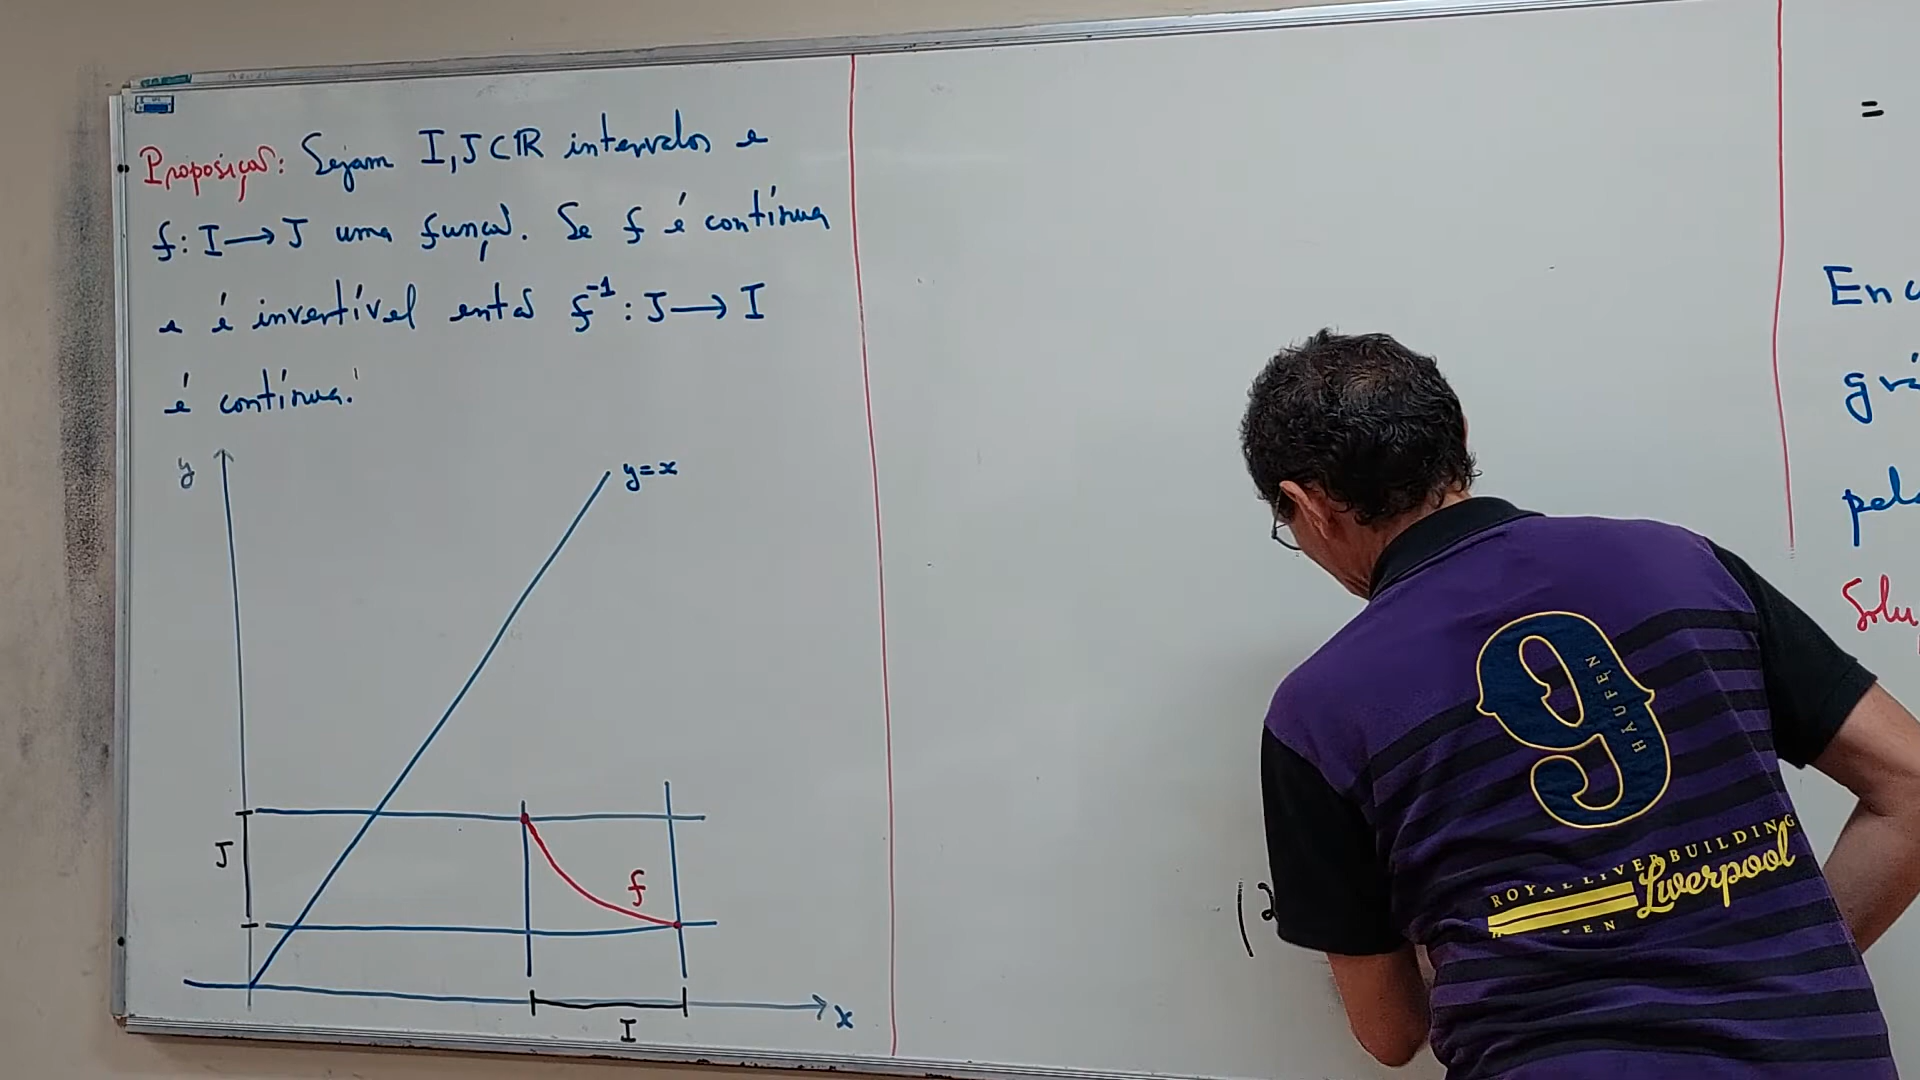 Proposição: Sejam I, J ⊂ ℝ intervalos e
f: I → J uma função. Se f é contínua
e é invertível então f⁻¹: J → I
é contínua.
y
y=x
J
f
I
x
=
En
grá
pel
Solu
9
HAUFEN
ROYAL LIVER BUILDING
Liverpool